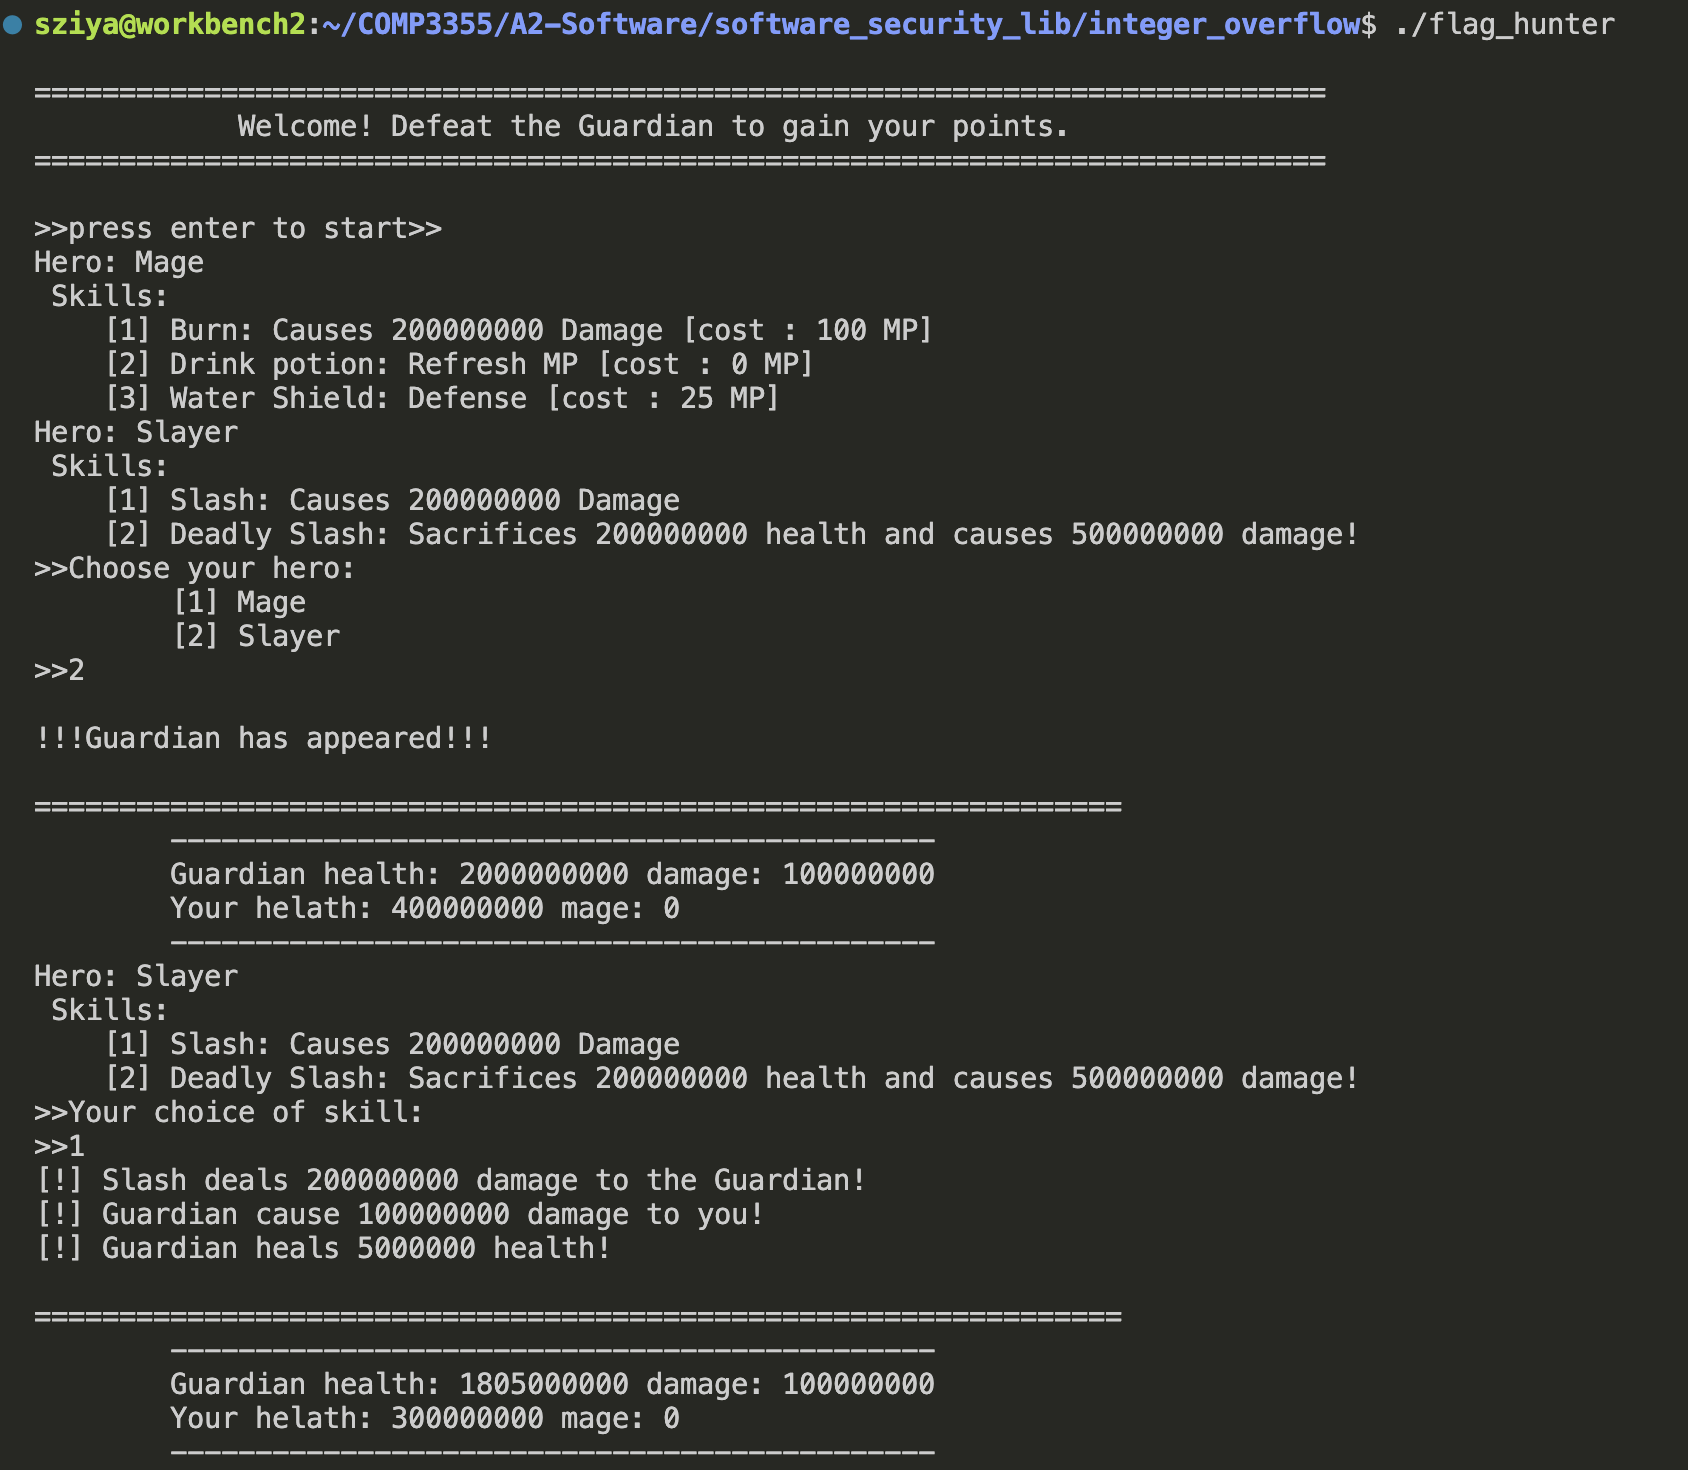 sziya@workbench2:~/COMP3355/A2-Software/software_security_lib/integer_overflow$ ./flag_hunter
============================================================================
Welcome! Defeat the Guardian to gain your points.
============================================================================
>>press enter to start>>
Hero: Mage
Skills:
[1] Burn: Causes 200000000 Damage [cost : 100 MP]
[2] Drink potion: Refresh MP [cost : 0 MP]
[3] Water Shield: Defense [cost : 25 MP]
Hero: Slayer
Skills:
[1] Slash: Causes 200000000 Damage
[2] Deadly Slash: Sacrifices 200000000 health and causes 500000000 damage!
>>Choose your hero:
[1] Mage
[2] Slayer
>>2
!!!Guardian has appeared!!!
================================================================
---------------------------------------------
Guardian health: 2000000000 damage: 100000000
Your helath: 400000000 mage: 0
---------------------------------------------
Hero: Slayer
Skills:
[1] Slash: Causes 200000000 Damage
[2] Deadly Slash: Sacrifices 200000000 health and causes 500000000 damage!
>>Your choice of skill:
>>1
[!] Slash deals 200000000 damage to the Guardian!
[!] Guardian cause 100000000 damage to you!
[!] Guardian heals 5000000 health!
================================================================
---------------------------------------------
Guardian health: 1805000000 damage: 100000000
Your helath: 300000000 mage: 0
---------------------------------------------